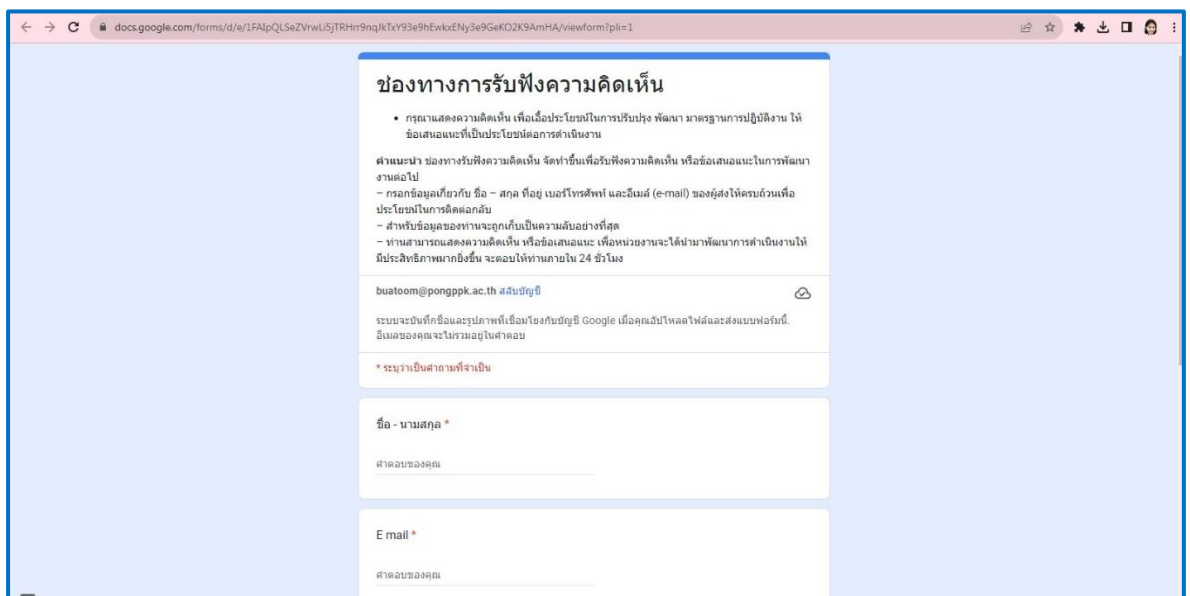 docs.google.com/forms/d/e/1FAIpQLSeZVrwLi5jTRHrr9nqJkTxY93e9hEwkxENy3e9GeKO2K9AmHA/viewform?pli=1
ช่องทางการรับฟังความคิดเห็น
• กรุณาแสดงความคิดเห็น เพื่อเอื้อประโยชน์ในการปรับปรุง พัฒนา มาตรฐานการปฏิบัติงาน ให้
ข้อเสนอแนะที่เป็นประโยชน์ต่อการดำเนินงาน
คำแนะนำ ช่องทางรับฟังความคิดเห็น จัดทำขึ้นเพื่อรับฟังความคิดเห็น หรือข้อเสนอแนะในการพัฒนา
งานต่อไป
– กรอกข้อมูลเกี่ยวกับ ชื่อ – สกุล ที่อยู่ เบอร์โทรศัพท์ และอีเมล์ (e-mail) ของผู้ส่งให้ครบถ้วนเพื่อ
ประโยชน์ในการติดต่อกลับ
– สำหรับข้อมูลของท่านจะถูกเก็บเป็นความลับอย่างที่สุด
– ท่านสามารถแสดงความคิดเห็น หรือข้อเสนอแนะ เพื่อหน่วยงานจะได้นำมาพัฒนาการดำเนินงานให้
มีประสิทธิภาพมากยิ่งขึ้น จะตอบให้ท่านภายใน 24 ชั่วโมง
buatoom@pongppk.ac.th สลับบัญชี
ระบบจะบันทึกชื่อและรูปภาพที่เชื่อมโยงกับบัญชี Google เมื่อคุณอัปโหลดไฟล์และส่งแบบฟอร์มนี้.
อีเมลของคุณจะไม่รวมอยู่ในคำตอบ
* ระบุว่าเป็นคำถามที่จำเป็น
ชื่อ - นามสกุล *
คำตอบของคุณ
E mail *
คำตอบของคุณ